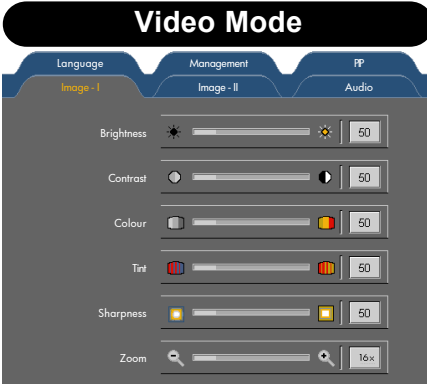 Video Mode
Language Management PIP
Image - I Image - II Audio
Brightness 50
Contrast 50
Colour 50
Tint 50
Sharpness 50
Zoom 16x